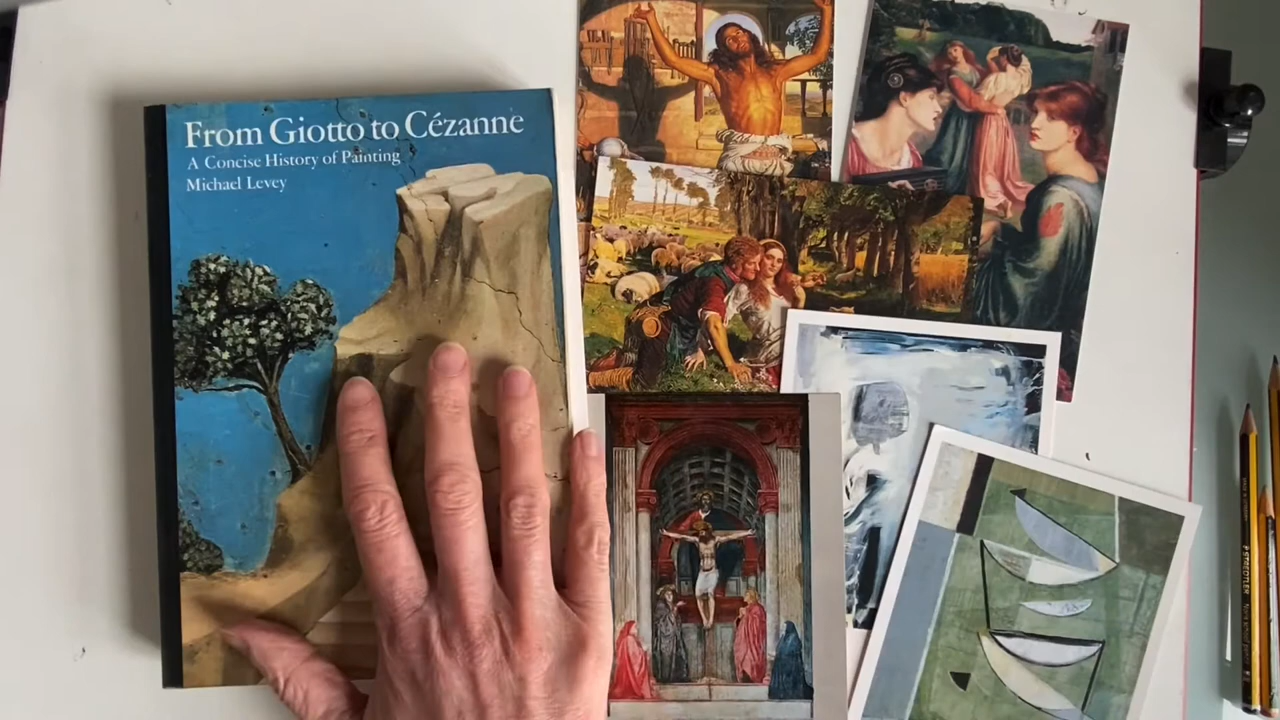 From Giotto to Cézanne
A Concise History of Painting
Michael Levey
STAEDTLER